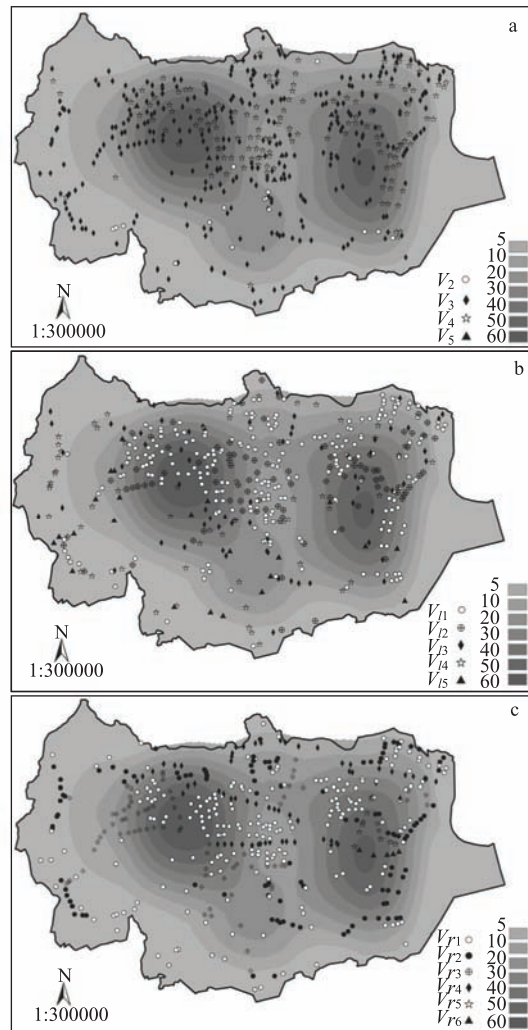 a
N
1:300000
5
10
V2 20
V3 30
V4 40
V5 50
60
b
N
1:300000
5
10
Vl1 20
Vl2 30
Vl3 40
Vl4 50
Vl5 60
c
N
1:300000
5
Vr1 10
Vr2 20
Vr3 30
Vr4 40
Vr5 50
Vr6 60